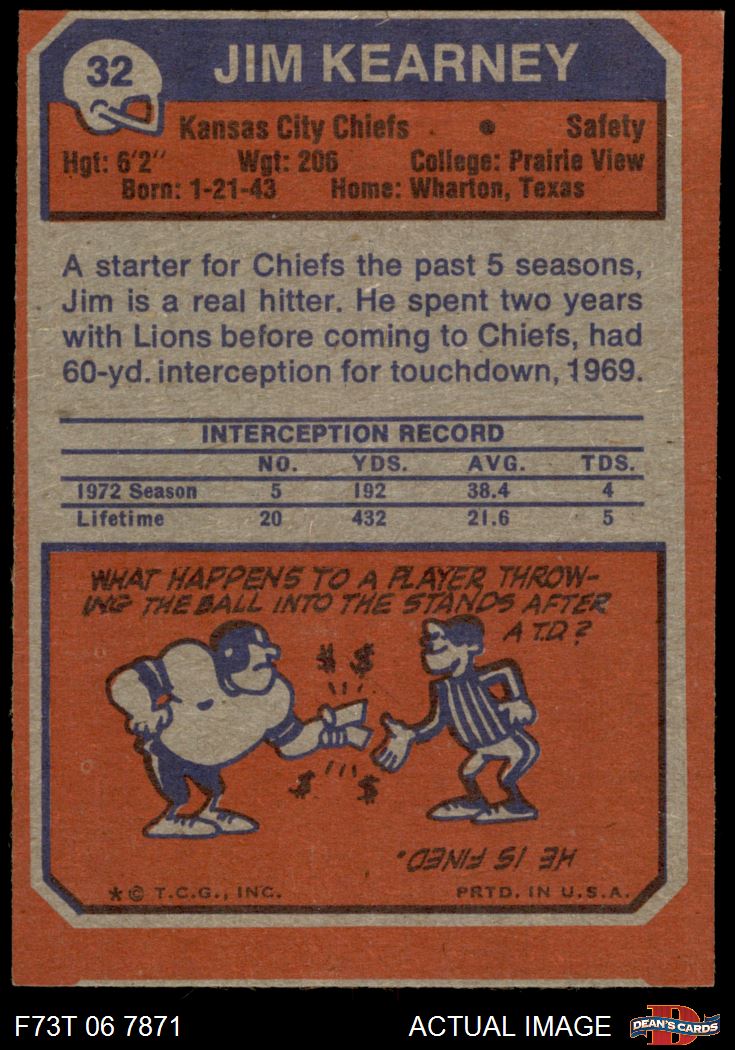 32
JIM KEARNEY
Kansas City Chiefs • Safety
Hgt: 6'2" Wgt: 206 College: Prairie View
Born: 1-21-43 Home: Wharton, Texas
A starter for Chiefs the past 5 seasons,
Jim is a real hitter. He spent two years
with Lions before coming to Chiefs, had
60-yd. interception for touchdown, 1969.
INTERCEPTION RECORD
NO. YDS. AVG. TDS.
1972 Season 5 192 38.4 4
Lifetime 20 432 21.6 5
WHAT HAPPENS TO A PLAYER THROW-
ING THE BALL INTO THE STANDS AFTER
A T.D.?
$ $
$ $
HE IS FINED.
* © T.C.G., INC. PRTD. IN U.S.A.
F73T 06 7871 ACTUAL IMAGE
D
DEAN'S CARDS